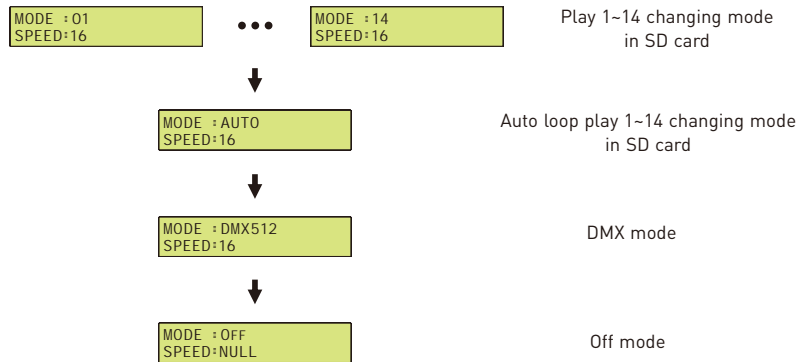 MODE :01
SPEED:16
•••
MODE :14
SPEED:16
Play 1~14 changing mode
in SD card
MODE :AUTO
SPEED:16
Auto loop play 1~14 changing mode
in SD card
MODE :DMX512
SPEED:16
DMX mode
MODE :OFF
SPEED:NULL
Off mode